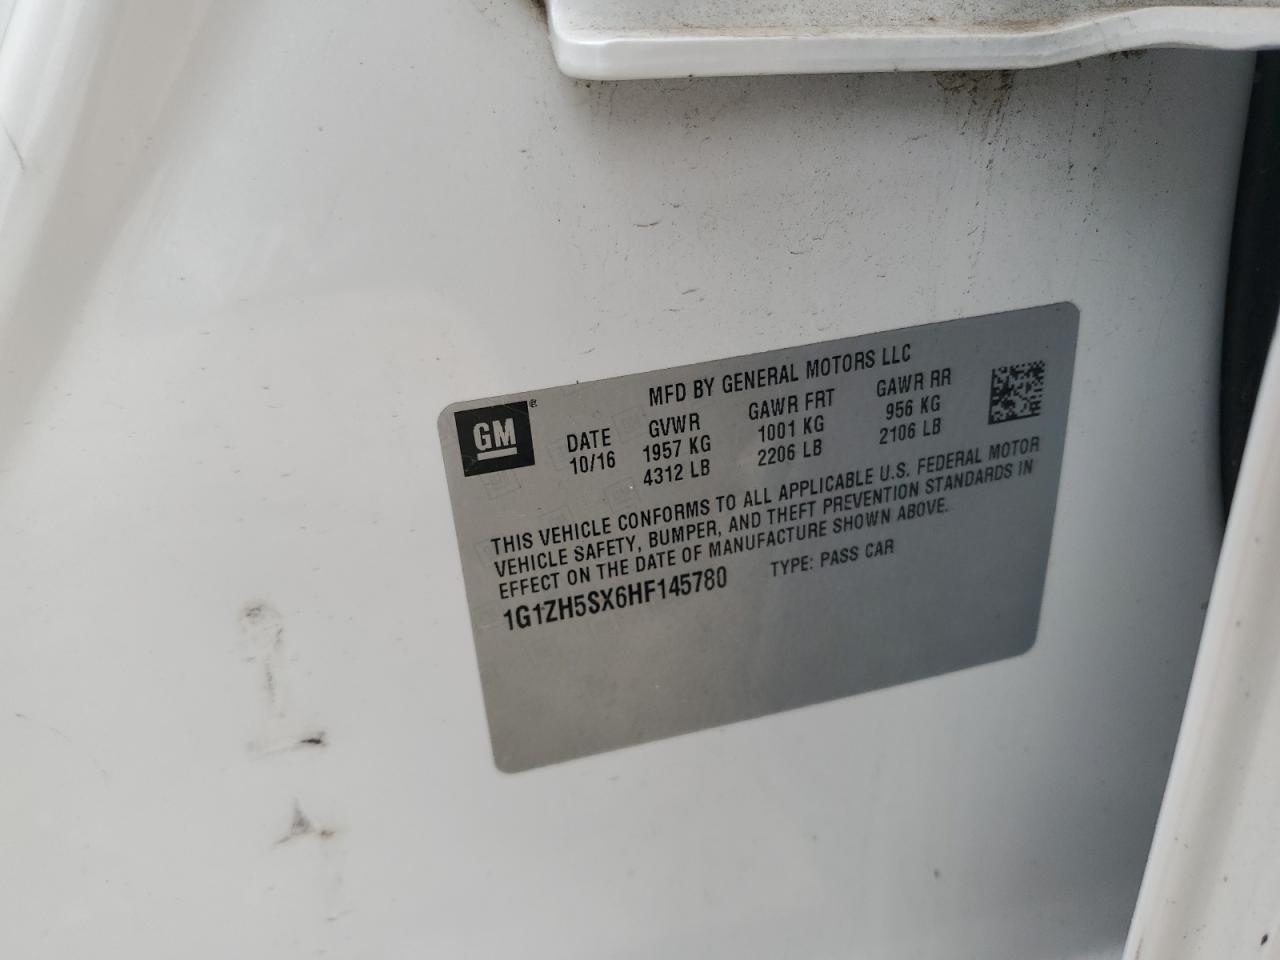 GM®
MFD BY GENERAL MOTORS LLC
DATE GVWR GAWR FRT GAWR RR
10/16 1957 KG 1001 KG 956 KG
4312 LB 2206 LB 2106 LB
THIS VEHICLE CONFORMS TO ALL APPLICABLE U.S. FEDERAL MOTOR
VEHICLE SAFETY, BUMPER, AND THEFT PREVENTION STANDARDS IN
EFFECT ON THE DATE OF MANUFACTURE SHOWN ABOVE.
1G1ZH5SX6HF145780 TYPE: PASS CAR